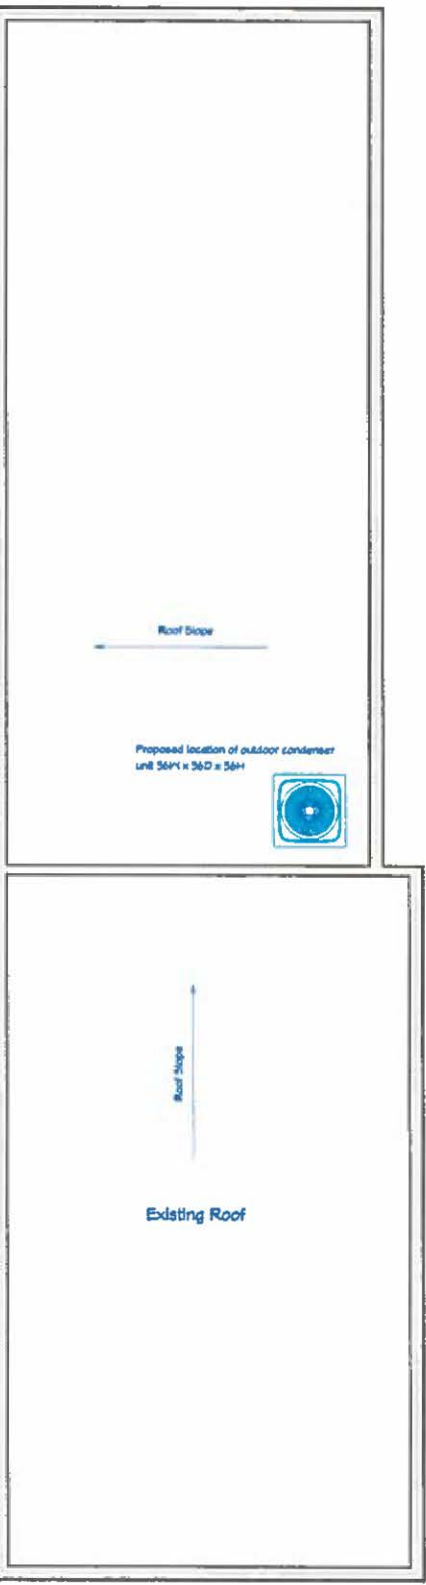 Roof Slope
Proposed location of outdoor condenser
unit 36W x 36D x 36H
Roof Slope
Existing Roof